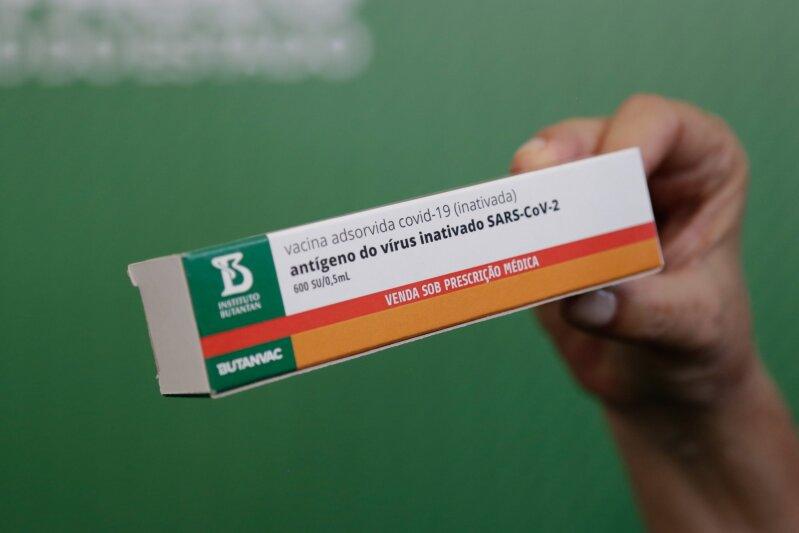 vacina adsorvida covid-19 (inativada)
antígeno do vírus inativado SARS-CoV-2
600 SU/0,5mL
INSTITUTO
BUTANTAN
VENDA SOB PRESCRIÇÃO MÉDICA
BUTANVAC